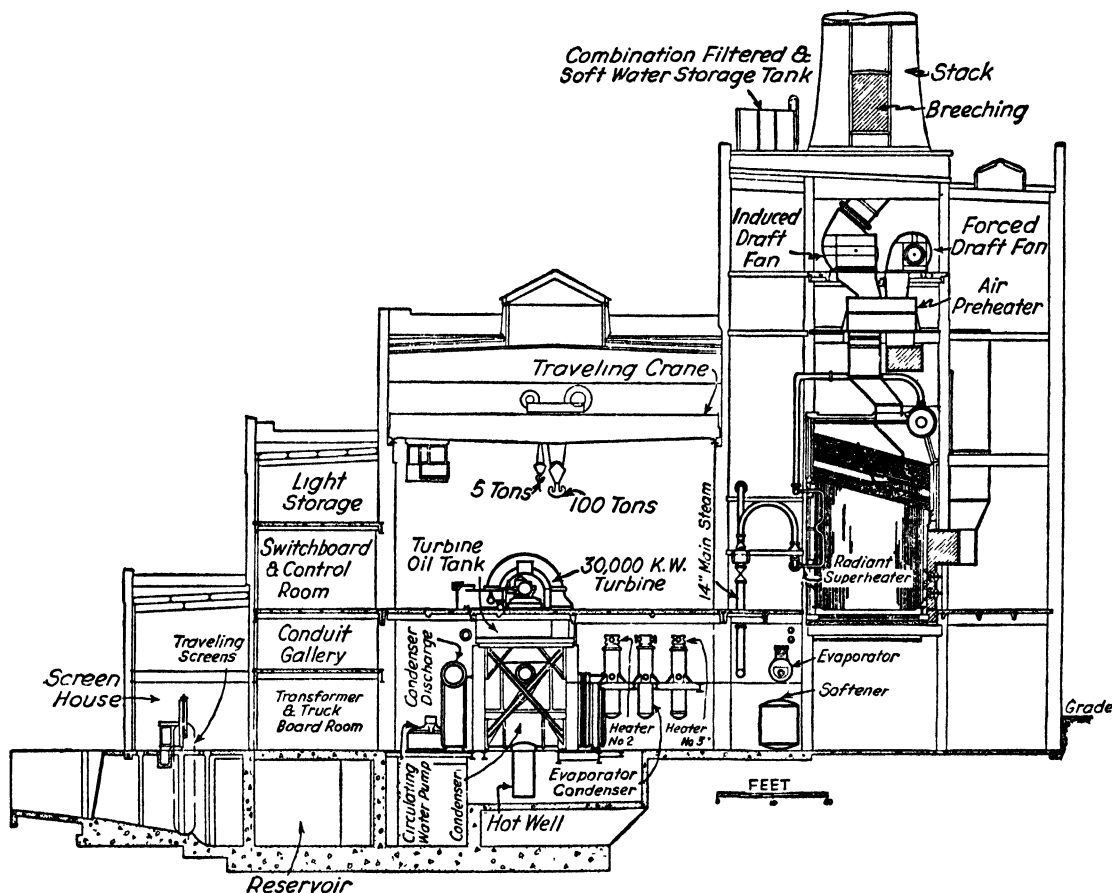 Combination Filtered &
Soft Water Storage Tank
Stack
Breeching
Induced
Draft
Fan
Forced
Draft Fan
Air
Preheater
Traveling Crane
5 Tons
100 Tons
Light
Storage
Switchboard
& Control
Room
Turbine
Oil Tank
30,000 K.W.
Turbine
14" Main Steam
Radiant
Superheater
Conduit
Gallery
Traveling
Screens
Screen
House
Transformer
& Truck
Board Room
Condenser
Discharge
Evaporator
Softener
Heater
No 2
Heater
No 3
Grade
Circulating
Water Pump
Condenser
Hot Well
Evaporator
Condenser
FEET
Reservoir